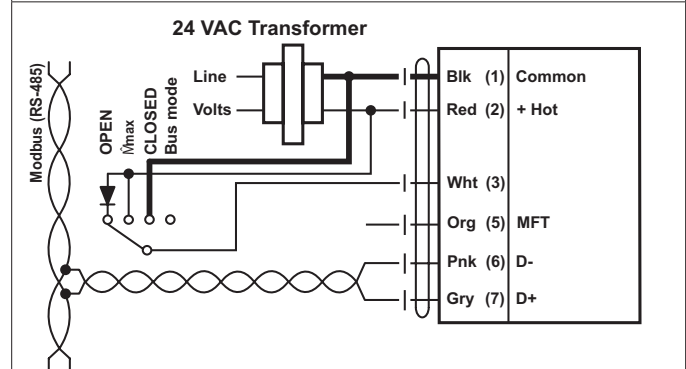 24 VAC Transformer
Modbus (RS-485)
OPEN
V̇max
CLOSED
Bus mode
Line
Volts
Blk (1) Common
Red (2) + Hot
Wht (3)
Org (5) MFT
Pnk (6) D-
Gry (7) D+